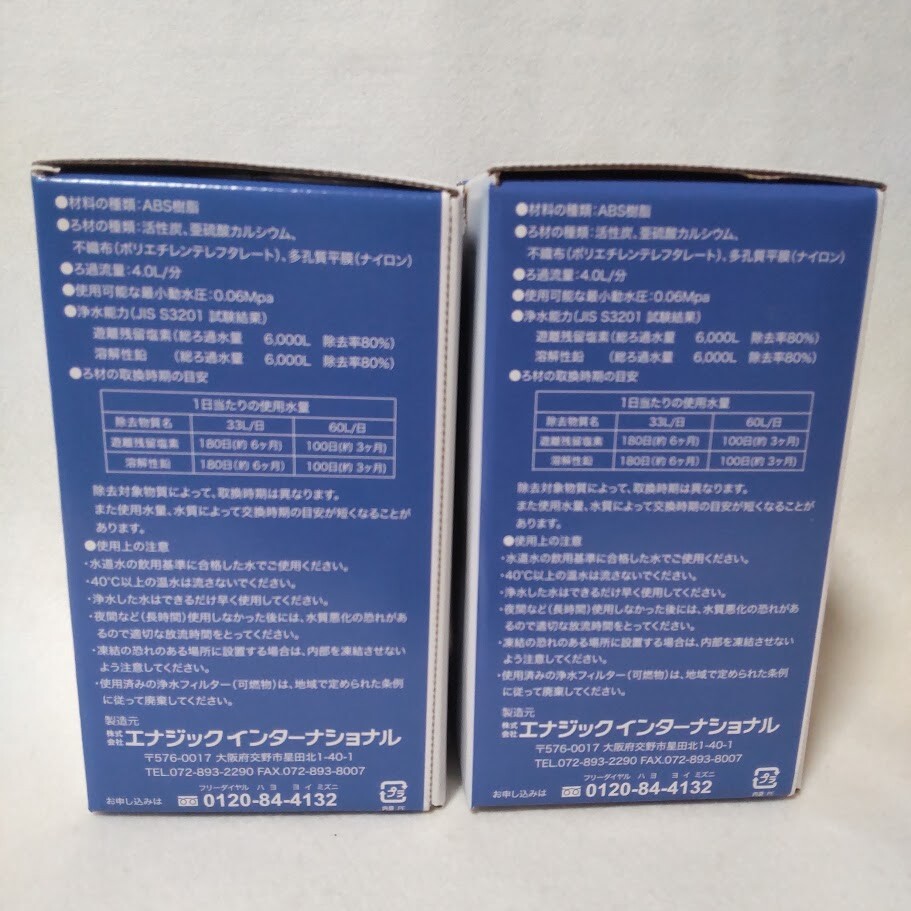 ●材料の種類:ABS樹脂
●ろ材の種類:活性炭、亜硫酸カルシウム、
不織布(ポリエチレンテレフタレート)、多孔質平膜(ナイロン)
●ろ過流量:4.0L/分
●使用可能な最小動水圧:0.06Mpa
●浄水能力(JIS S3201 試験結果)
遊離残留塩素(総ろ過水量 6,000L 除去率80%)
溶解性鉛 (総ろ過水量 6,000L 除去率80%)
●ろ材の取換時期の目安
1日当たりの使用水量
除去物質名 33L/日 60L/日
遊離残留塩素 180日(約6ヶ月) 100日(約3ヶ月)
溶解性鉛 180日(約6ヶ月) 100日(約3ヶ月)
除去対象物質によって、取換時期は異なります。
また使用水量、水質によって交換時期の目安が短くなることが
あります。
●使用上の注意
・水道水の飲用基準に合格した水でご使用ください。
・40℃以上の温水は流さないでください。
・浄水した水はできるだけ早く使用してください。
・夜間など(長時間)使用しなかった後には、水質悪化の恐れがあ
るので適切な放流時間をとってください。
・凍結の恐れのある場所に設置する場合は、内部を凍結させない
よう注意してください。
・使用済みの浄水フィルター(可燃物)は、地域で定められた条例
に従って廃棄してください。
製造元
株式会社 エナジックインターナショナル
〒576-0017 大阪府交野市星田北1-40-1
TEL.072-893-2290 FAX.072-893-8007
フリーダイヤル ハヨ ヨイ ミズニ
お申し込みは 0120-84-4132
プラ
外装 PE
●材料の種類:ABS樹脂
●ろ材の種類:活性炭、亜硫酸カルシウム、
不織布(ポリエチレンテレフタレート)、多孔質平膜(ナイロン)
●ろ過流量:4.0L/分
●使用可能な最小動水圧:0.06Mpa
●浄水能力(JIS S3201 試験結果)
遊離残留塩素(総ろ過水量 6,000L 除去率80%)
溶解性鉛 (総ろ過水量 6,000L 除去率80%)
●ろ材の取換時期の目安
1日当たりの使用水量
除去物質名 33L/日 60L/日
遊離残留塩素 180日(約6ヶ月) 100日(約3ヶ月)
溶解性鉛 180日(約6ヶ月) 100日(約3ヶ月)
除去対象物質によって、取換時期は異なります。
また使用水量、水質によって交換時期の目安が短くなることが
あります。
●使用上の注意
・水道水の飲用基準に合格した水でご使用ください。
・40℃以上の温水は流さないでください。
・浄水した水はできるだけ早く使用してください。
・夜間など(長時間)使用しなかった後には、水質悪化の恐れがあ
るので適切な放流時間をとってください。
・凍結の恐れのある場所に設置する場合は、内部を凍結させない
よう注意してください。
・使用済みの浄水フィルター(可燃物)は、地域で定められた条例
に従って廃棄してください。
製造元
株式会社 エナジックインターナショナル
〒576-0017 大阪府交野市星田北1-40-1
TEL.072-893-2290 FAX.072-893-8007
フリーダイヤル ハヨ ヨイ ミズニ
お申し込みは 0120-84-4132
プラ
外装 PE